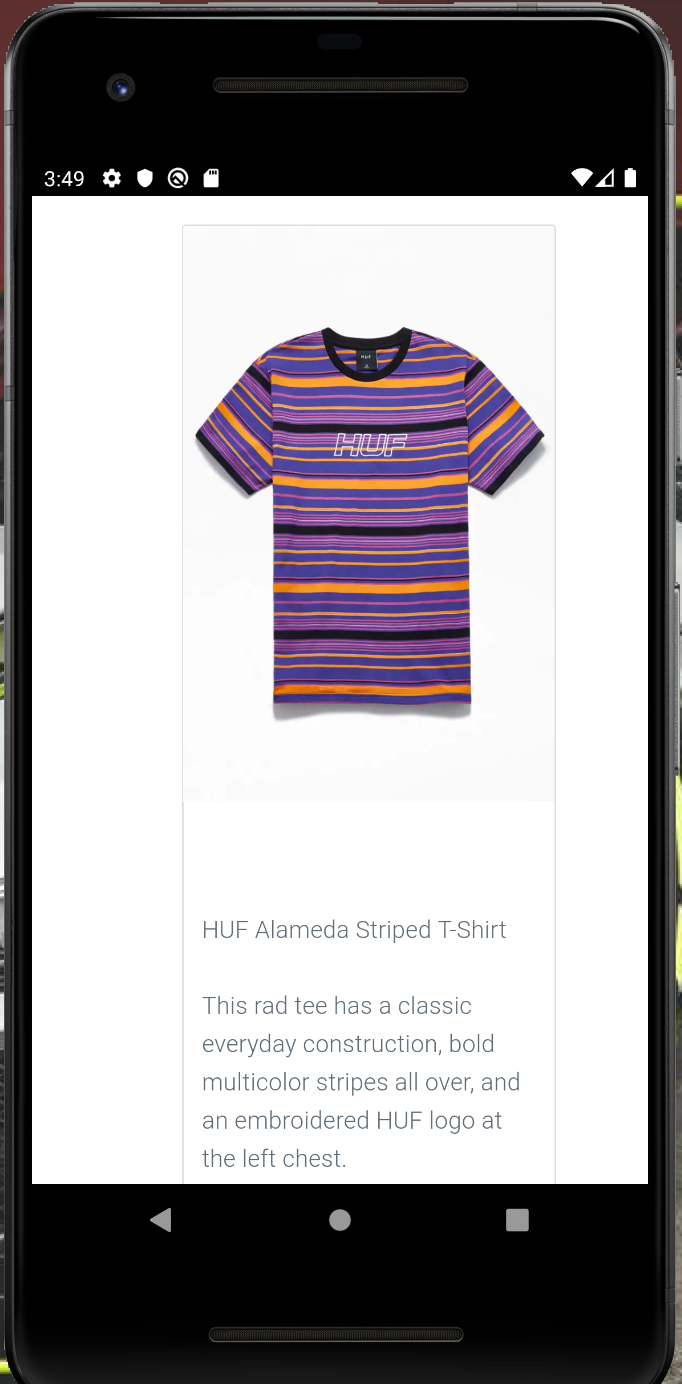 3:49
HUF
HUF
HUF Alameda Striped T-Shirt
This rad tee has a classic
everyday construction, bold
multicolor stripes all over, and
an embroidered HUF logo at
the left chest.